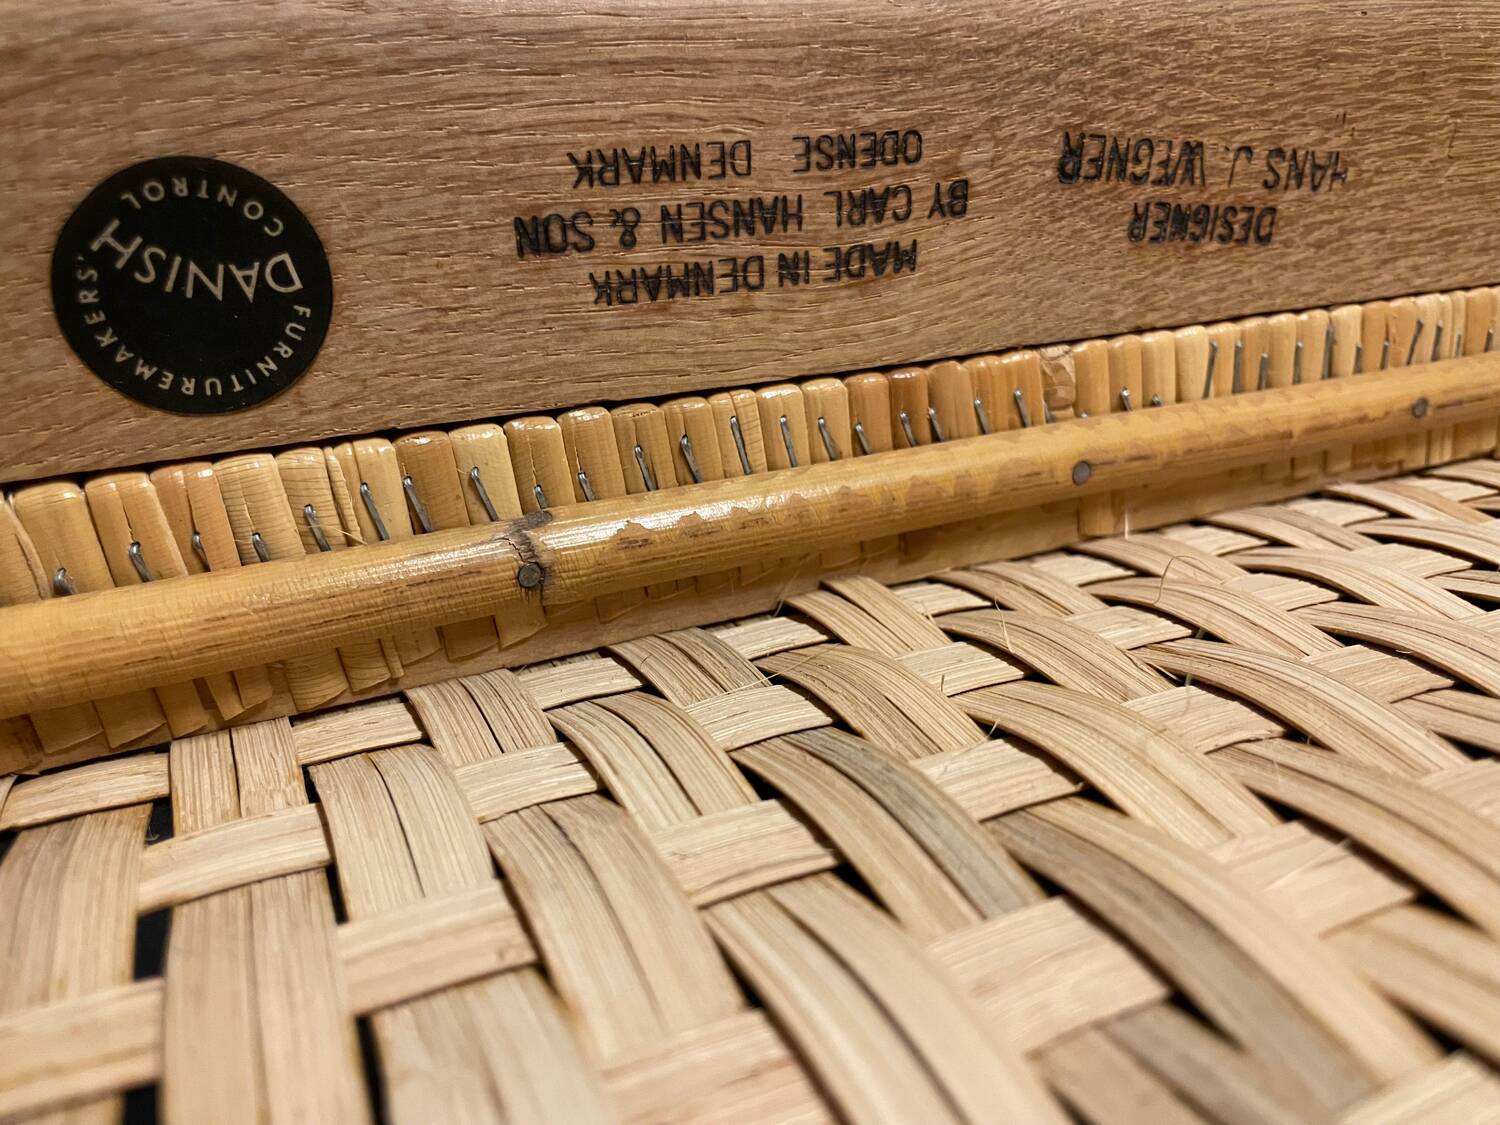 DESIGNER
HANS J. WEGNER
MADE IN DENMARK
BY CARL HANSEN & SON
ODENSE DENMARK
FURNITUREMAKERS'
DANISH
CONTROL